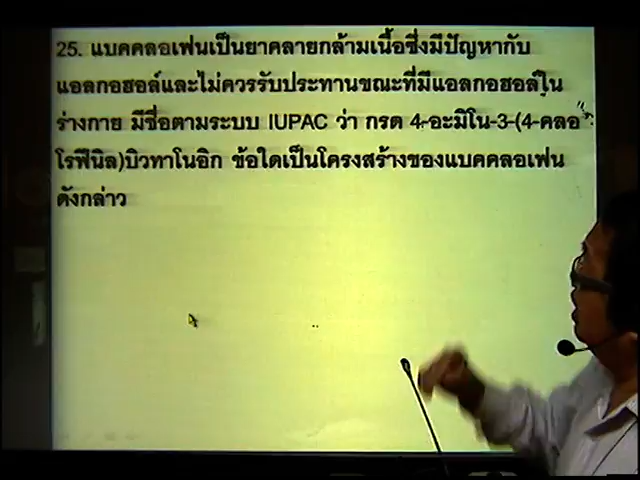 25. แบคคลอเฟนเป็นยาคลายกล้ามเนื้อซึ่งมีปัญหากับ
แอลกอฮอล์และไม่ควรรับประทานขณะที่มีแอลกอฮอล์ใน
ร่างกาย มีชื่อตามระบบ IUPAC ว่า กรด 4-อะมิโน-3-(4-คลอ
โรฟีนิล)บิวทาโนอิก ข้อใดเป็นโครงสร้างของแบคคลอเฟน
ดังกล่าว